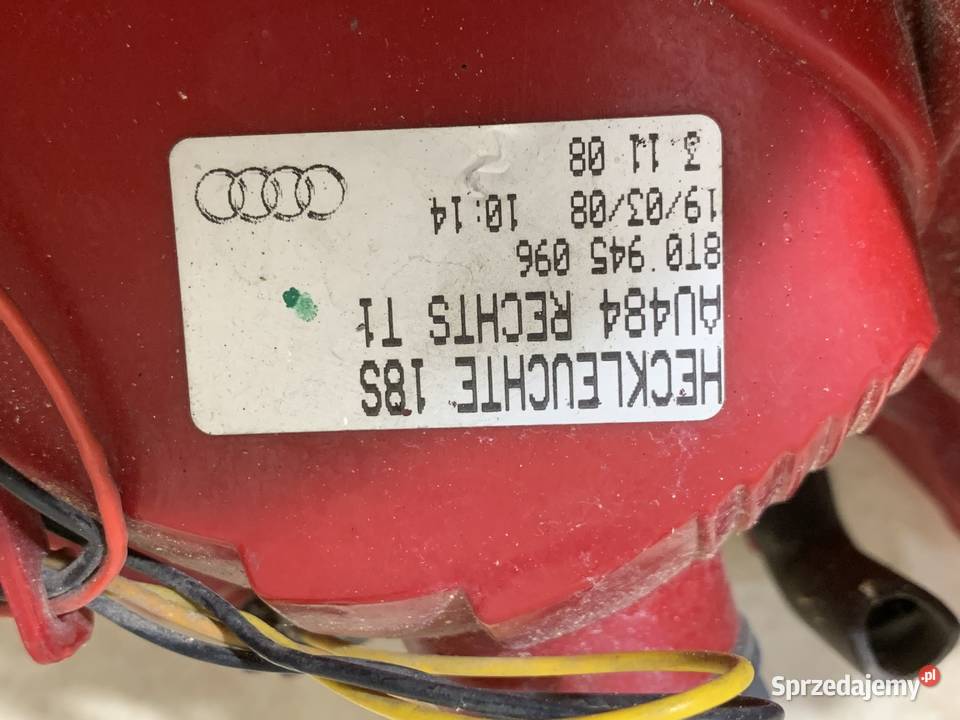 HECKLEUCHTE 18S
AU484 RECHTS T1
8T0 945 096
19/03/08 10:14
3 11 08
Sprzedajemy.pl